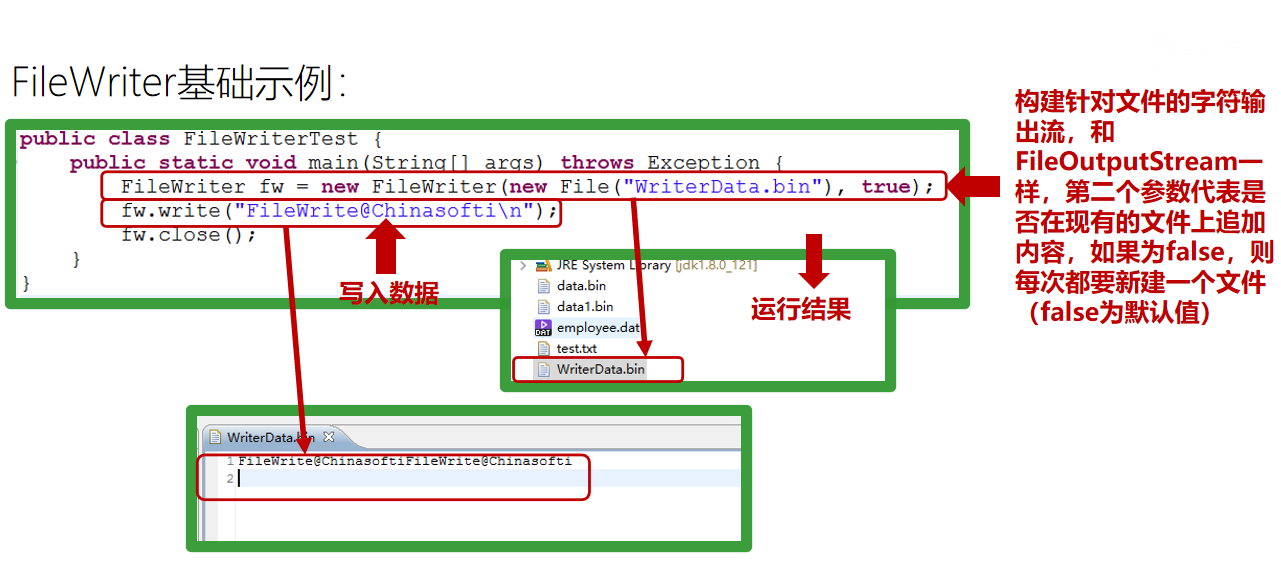 FileWriter基础示例：
public class FileWriterTest {
public static void main(String[] args) throws Exception {
FileWriter fw = new FileWriter(new File("WriterData.bin"), true);
fw.write("FileWrite@Chinasofti\n");
fw.close();
}
}
构建针对文件的字符输
出流，和
FileOutputStream一
样，第二个参数代表是
否在现有的文件上追加
内容，如果为false，则
每次都要新建一个文件
（false为默认值）
写入数据
运行结果
JRE System Library [jdk1.8.0_121]
data.bin
data1.bin
employee.dat
test.txt
WriterData.bin
WriterData.bin
1 FileWrite@ChinasoftiFileWrite@Chinasofti
2